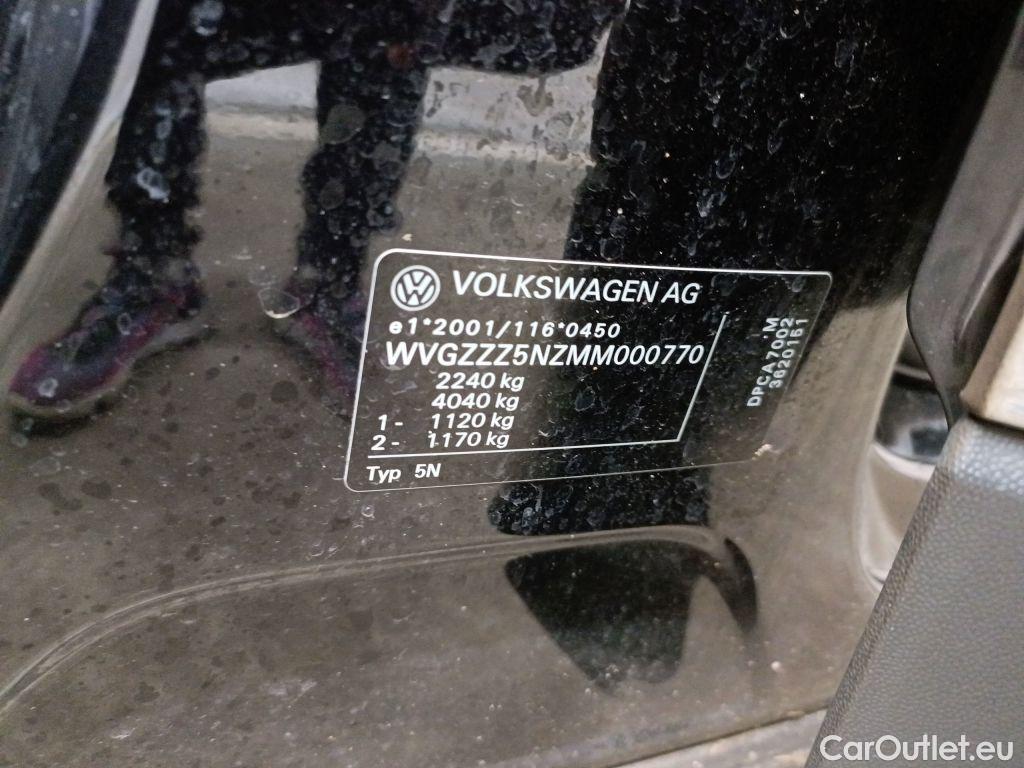 VOLKSWAGEN AG
e1*2001/116*0450
WVGZZZ5NZMM000770
2240 kg
4040 kg
1 - 1120 kg
2 - 1170 kg
Typ 5N
.M
DPCA7002
3620151
CarOutlet.eu